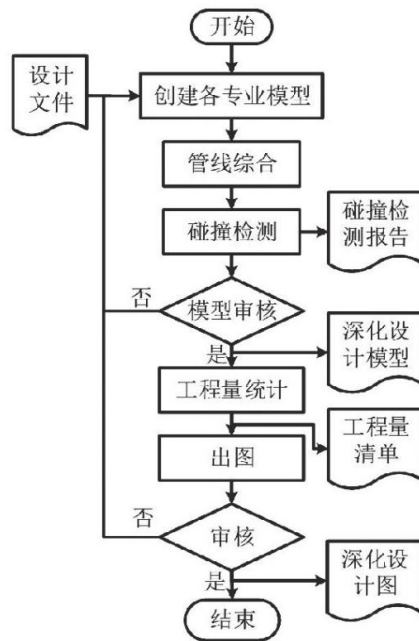 开始
设计
文件
创建各专业模型
管线综合
碰撞检测
碰撞检
测报告
否
模型审核
是
深化设
计模型
工程量统计
工程量
清单
出图
否
审核
是
深化设
计图
结束